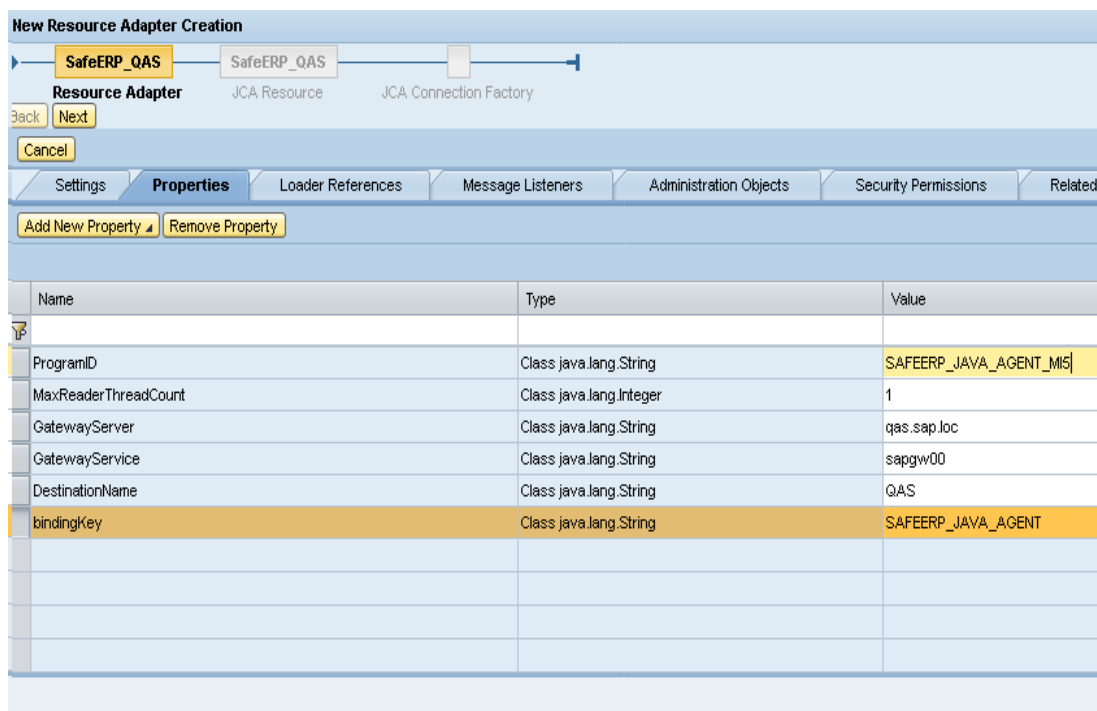 New Resource Adapter Creation
SafeERP_QAS SafeERP_QAS
Resource Adapter JCA Resource JCA Connection Factory
Back Next
Cancel
Settings Properties Loader References Message Listeners Administration Objects Security Permissions Related
Add New Property Remove Property
Name Type Value
ProgramID Class java.lang.String SAFEERP_JAVA_AGENT_MI5
MaxReaderThreadCount Class java.lang.Integer 1
GatewayServer Class java.lang.String qas.sap.loc
GatewayService Class java.lang.String sapgw00
DestinationName Class java.lang.String QAS
bindingKey Class java.lang.String SAFEERP_JAVA_AGENT